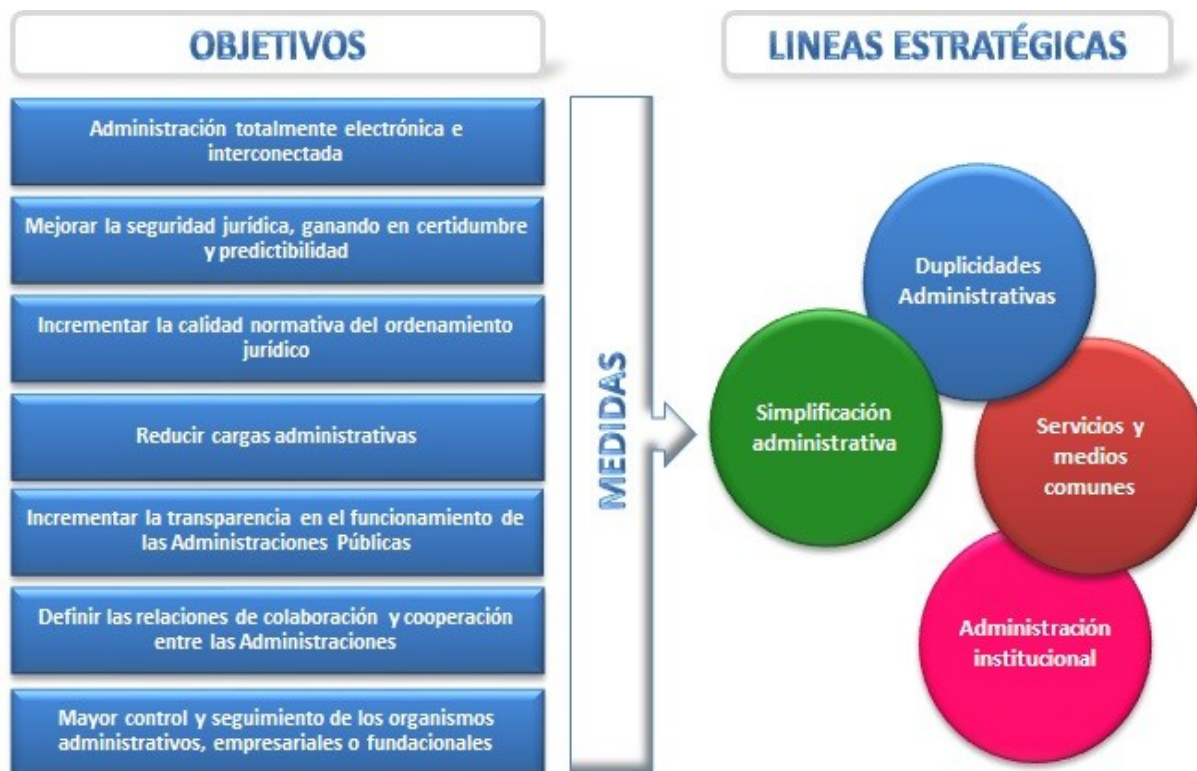 OBJETIVOS
Administración totalmente electrónica e
interconectada
Mejorar la seguridad jurídica, ganando en certidumbre
y predictibilidad
Incrementar la calidad normativa del ordenamiento
jurídico
Reducir cargas administrativas
Incrementar la transparencia en el funcionamiento de
las Administraciones Públicas
Definir las relaciones de colaboración y cooperación
entre las Administraciones
Mayor control y seguimiento de los organismos
administrativos, empresariales o fundacionales
MEDIDAS
LINEAS ESTRATÉGICAS
Duplicidades
Administrativas
Simplificación
administrativa
Servicios y
medios
comunes
Administración
institucional